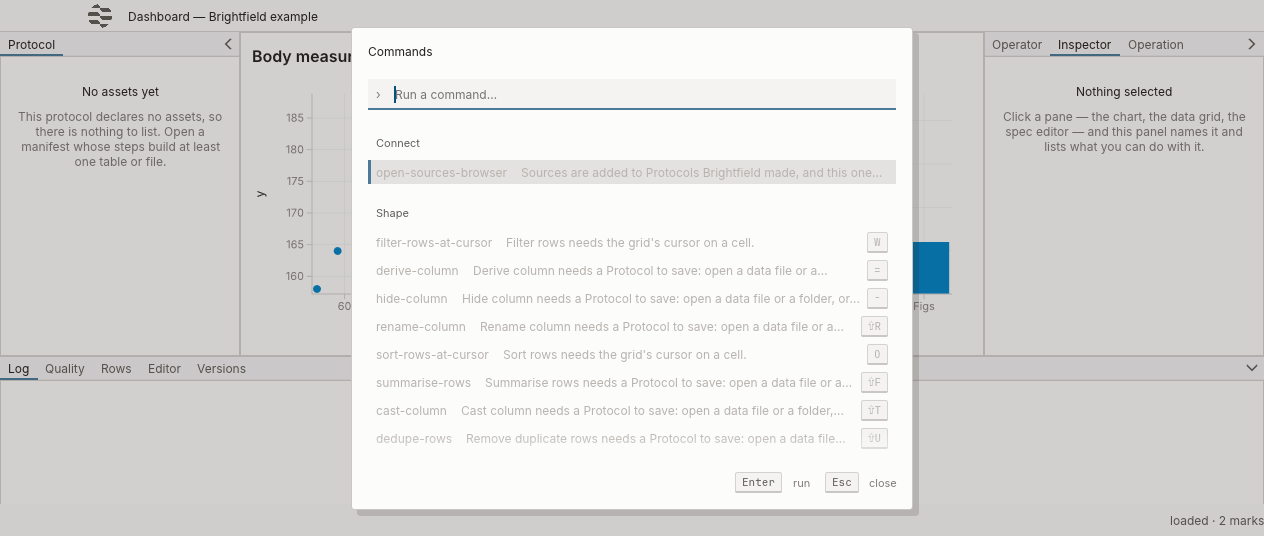 Dashboard — Brightfield example
Protocol
Operator Inspector Operation
No assets yet
This protocol declares no assets, so
there is nothing to list. Open a
manifest whose steps build at least
one table or file.
Body measur
185
180
175
170
165
160
y
60
Figs
Commands
› Run a command...
Connect
open-sources-browser Sources are added to Protocols Brightfield made, and this one...
Shape
filter-rows-at-cursor Filter rows needs the grid's cursor on a cell. W
derive-column Derive column needs a Protocol to save: open a data file or a... =
hide-column Hide column needs a Protocol to save: open a data file or a folder, or... -
rename-column Rename column needs a Protocol to save: open a data file or a... ⇧R
sort-rows-at-cursor Sort rows needs the grid's cursor on a cell. O
summarise-rows Summarise rows needs a Protocol to save: open a data file or a... ⇧F
cast-column Cast column needs a Protocol to save: open a data file or a folder,... ⇧T
dedupe-rows Remove duplicate rows needs a Protocol to save: open a data file... ⇧U
Enter run Esc close
Nothing selected
Click a pane — the chart, the data grid, the
spec editor — and this panel names it and
lists what you can do with it.
Log Quality Rows Editor Versions
loaded · 2 marks